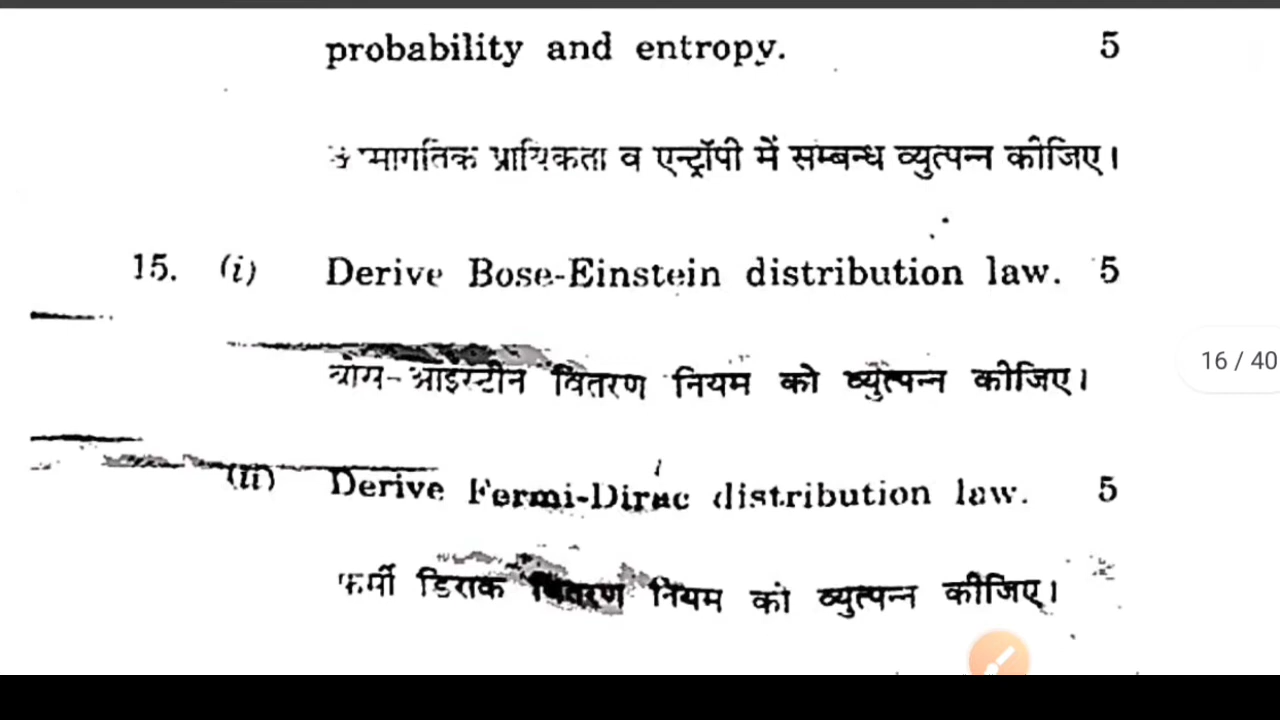 probability and entropy. 5
प्रायिकता व एन्ट्रॉपी में सम्बन्ध व्युत्पन्न कीजिए।
15. (i) Derive Bose-Einstein distribution law. 5
बोस-आइंस्टीन वितरण नियम को व्युत्पन्न कीजिए।
16 / 40
(ii) Derive Fermi-Dirac distribution law. 5
फर्मी डिराक वितरण नियम को व्युत्पन्न कीजिए।